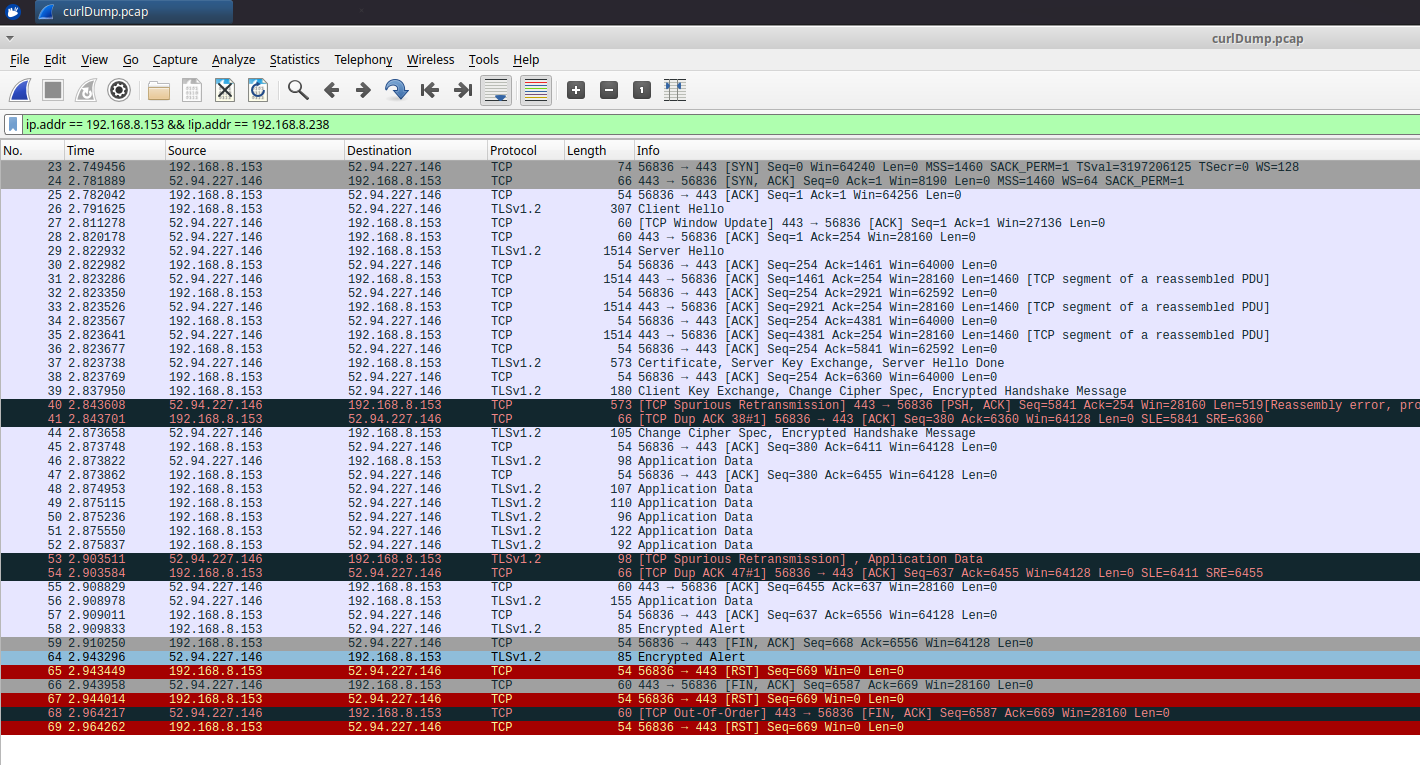 curlDump.pcap
curlDump.pcap
File Edit View Go Capture Analyze Statistics Telephony Wireless Tools Help
ip.addr == 192.168.8.153 && !ip.addr == 192.168.8.238
No. Time Source Destination Protocol Length Info
23 2.749456 192.168.8.153 52.94.227.146 TCP 74 56836 → 443 [SYN] Seq=0 Win=64240 Len=0 MSS=1460 SACK_PERM=1 TSval=3197206125 TSecr=0 WS=128
24 2.781889 52.94.227.146 192.168.8.153 TCP 66 443 → 56836 [SYN, ACK] Seq=0 Ack=1 Win=8190 Len=0 MSS=1460 WS=64 SACK_PERM=1
25 2.782042 192.168.8.153 52.94.227.146 TCP 54 56836 → 443 [ACK] Seq=1 Ack=1 Win=64256 Len=0
26 2.791625 192.168.8.153 52.94.227.146 TLSv1.2 307 Client Hello
27 2.811278 52.94.227.146 192.168.8.153 TCP 60 [TCP Window Update] 443 → 56836 [ACK] Seq=1 Ack=1 Win=27136 Len=0
28 2.820178 52.94.227.146 192.168.8.153 TCP 60 443 → 56836 [ACK] Seq=1 Ack=254 Win=28160 Len=0
29 2.822932 52.94.227.146 192.168.8.153 TLSv1.2 1514 Server Hello
30 2.822982 192.168.8.153 52.94.227.146 TCP 54 56836 → 443 [ACK] Seq=254 Ack=1461 Win=64000 Len=0
31 2.823286 52.94.227.146 192.168.8.153 TCP 1514 443 → 56836 [ACK] Seq=1461 Ack=254 Win=28160 Len=1460 [TCP segment of a reassembled PDU]
32 2.823350 192.168.8.153 52.94.227.146 TCP 54 56836 → 443 [ACK] Seq=254 Ack=2921 Win=62592 Len=0
33 2.823526 52.94.227.146 192.168.8.153 TCP 1514 443 → 56836 [ACK] Seq=2921 Ack=254 Win=28160 Len=1460 [TCP segment of a reassembled PDU]
34 2.823567 192.168.8.153 52.94.227.146 TCP 54 56836 → 443 [ACK] Seq=254 Ack=4381 Win=64000 Len=0
35 2.823641 52.94.227.146 192.168.8.153 TCP 1514 443 → 56836 [ACK] Seq=4381 Ack=254 Win=28160 Len=1460 [TCP segment of a reassembled PDU]
36 2.823677 192.168.8.153 52.94.227.146 TCP 54 56836 → 443 [ACK] Seq=254 Ack=5841 Win=62592 Len=0
37 2.823738 52.94.227.146 192.168.8.153 TLSv1.2 573 Certificate, Server Key Exchange, Server Hello Done
38 2.823769 192.168.8.153 52.94.227.146 TCP 54 56836 → 443 [ACK] Seq=254 Ack=6360 Win=64000 Len=0
39 2.837950 192.168.8.153 52.94.227.146 TLSv1.2 180 Client Key Exchange, Change Cipher Spec, Encrypted Handshake Message
40 2.843608 52.94.227.146 192.168.8.153 TCP 573 [TCP Spurious Retransmission] 443 → 56836 [PSH, ACK] Seq=5841 Ack=254 Win=28160 Len=519[Reassembly error, pro
41 2.843701 192.168.8.153 52.94.227.146 TCP 66 [TCP Dup ACK 38#1] 56836 → 443 [ACK] Seq=380 Ack=6360 Win=64128 Len=0 SLE=5841 SRE=6360
44 2.873658 52.94.227.146 192.168.8.153 TLSv1.2 105 Change Cipher Spec, Encrypted Handshake Message
45 2.873748 192.168.8.153 52.94.227.146 TCP 54 56836 → 443 [ACK] Seq=380 Ack=6411 Win=64128 Len=0
46 2.873822 52.94.227.146 192.168.8.153 TLSv1.2 98 Application Data
47 2.873862 192.168.8.153 52.94.227.146 TCP 54 56836 → 443 [ACK] Seq=380 Ack=6455 Win=64128 Len=0
48 2.874953 192.168.8.153 52.94.227.146 TLSv1.2 107 Application Data
49 2.875115 192.168.8.153 52.94.227.146 TLSv1.2 110 Application Data
50 2.875236 192.168.8.153 52.94.227.146 TLSv1.2 96 Application Data
51 2.875550 192.168.8.153 52.94.227.146 TLSv1.2 122 Application Data
52 2.875837 192.168.8.153 52.94.227.146 TLSv1.2 92 Application Data
53 2.903511 52.94.227.146 192.168.8.153 TLSv1.2 98 [TCP Spurious Retransmission] , Application Data
54 2.903584 192.168.8.153 52.94.227.146 TCP 66 [TCP Dup ACK 47#1] 56836 → 443 [ACK] Seq=637 Ack=6455 Win=64128 Len=0 SLE=6411 SRE=6455
55 2.908829 52.94.227.146 192.168.8.153 TCP 60 443 → 56836 [ACK] Seq=6455 Ack=637 Win=28160 Len=0
56 2.908978 52.94.227.146 192.168.8.153 TLSv1.2 155 Application Data
57 2.909011 192.168.8.153 52.94.227.146 TCP 54 56836 → 443 [ACK] Seq=637 Ack=6556 Win=64128 Len=0
58 2.909833 192.168.8.153 52.94.227.146 TLSv1.2 85 Encrypted Alert
59 2.910250 192.168.8.153 52.94.227.146 TCP 54 56836 → 443 [FIN, ACK] Seq=668 Ack=6556 Win=64128 Len=0
64 2.943296 52.94.227.146 192.168.8.153 TLSv1.2 85 Encrypted Alert
65 2.943449 192.168.8.153 52.94.227.146 TCP 54 56836 → 443 [RST] Seq=669 Win=0 Len=0
66 2.943958 52.94.227.146 192.168.8.153 TCP 60 443 → 56836 [FIN, ACK] Seq=6587 Ack=669 Win=28160 Len=0
67 2.944014 192.168.8.153 52.94.227.146 TCP 54 56836 → 443 [RST] Seq=669 Win=0 Len=0
68 2.964217 52.94.227.146 192.168.8.153 TCP 60 [TCP Out-Of-Order] 443 → 56836 [FIN, ACK] Seq=6587 Ack=669 Win=28160 Len=0
69 2.964262 192.168.8.153 52.94.227.146 TCP 54 56836 → 443 [RST] Seq=669 Win=0 Len=0